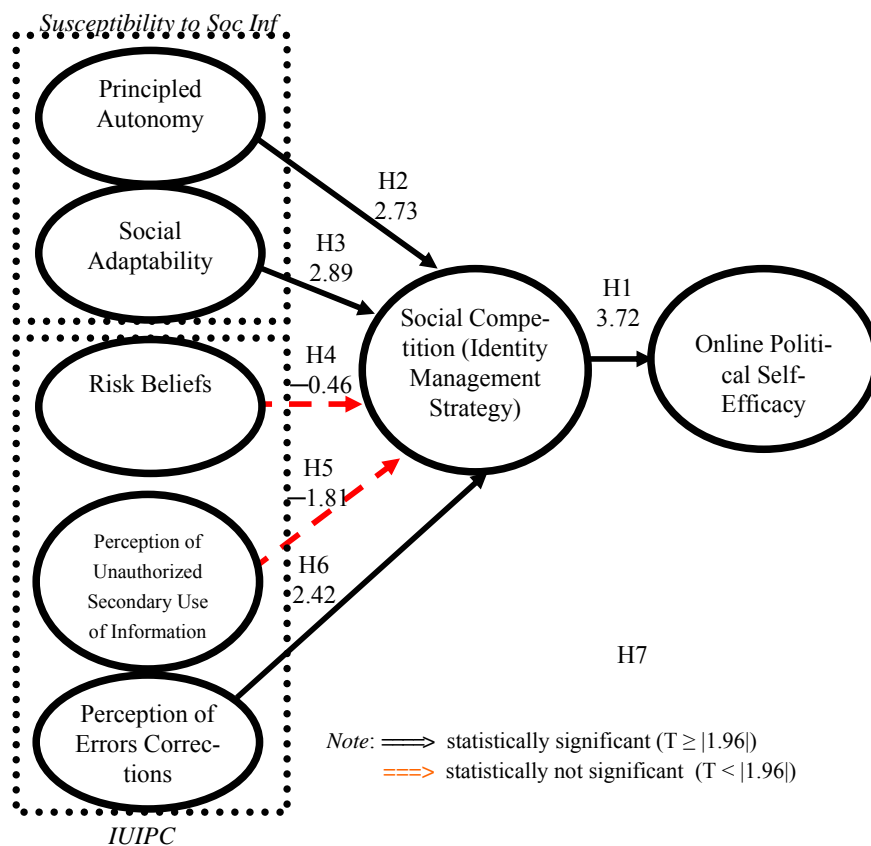 Susceptibility to Soc Inf
Principled
Autonomy
Social
Adaptability
Risk Beliefs
Perception of
Unauthorized
Secondary Use
of Information
Perception of
Errors Correc-
tions
IUIPC
H2
2.73
H3
2.89
H4
−0.46
H5
−1.81
H6
2.42
Social Compe-
tition (Identity
Management
Strategy)
H1
3.72
Online Politi-
cal Self-
Efficacy
H7
Note: ===> statistically significant (T ≥ |1.96|)
===> statistically not significant (T < |1.96|)